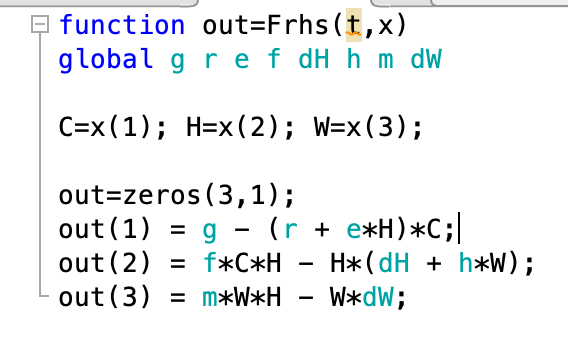 function out=Frhs(t,x)
global g r e f dH h m dW
C=x(1); H=x(2); W=x(3);
out=zeros(3,1);
out(1) = g - (r + e*H)*C;
out(2) = f*C*H - H*(dH + h*W);
out(3) = m*W*H - W*dW;